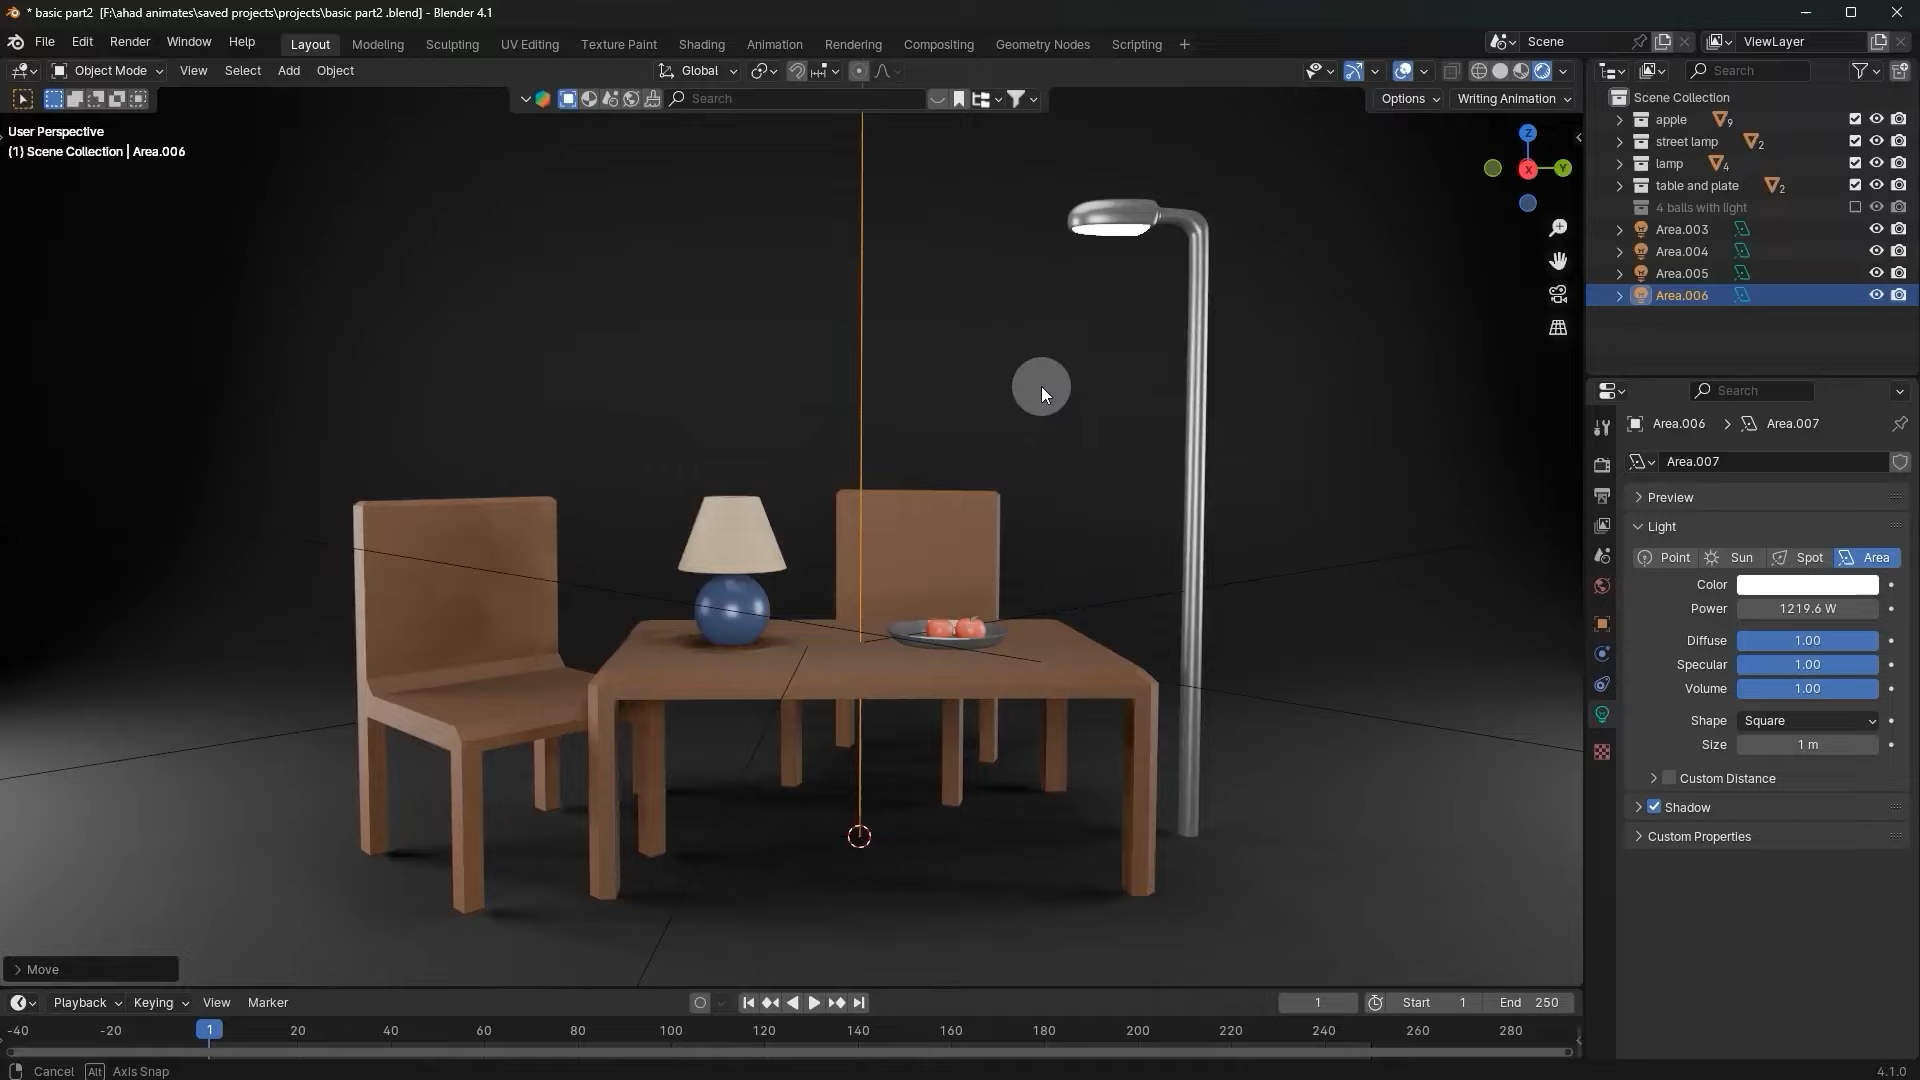 * basic part2  [F:\ahad animates\saved projects\projects\basic part2 .blend] - Blender 4.1
File Edit Render Window Help Layout Modeling Sculpting UV Editing Texture Paint Shading Animation Rendering Compositing Geometry Nodes Scripting + Scene ViewLayer
Object Mode View Select Add Object Global Search
Search Options Writing Animation
User Perspective
(1) Scene Collection | Area.006
Z
Y
X
Scene Collection
apple 9
street lamp 2
lamp 4
table and plate 2
4 balls with light
Area.003
Area.004
Area.005
Area.006
Search
Area.006 > Area.007
Area.007
Preview
Light
Point Sun Spot Area
Color
Power 1219.6 W
Diffuse 1.00
Specular 1.00
Volume 1.00
Shape Square
Size 1 m
Custom Distance
Shadow
Custom Properties
Move
Playback Keying View Marker 1 Start 1 End 250
-40 -20 1 20 40 60 80 100 120 140 160 180 200 220 240 260 280
Cancel Alt Axis Snap 4.1.0